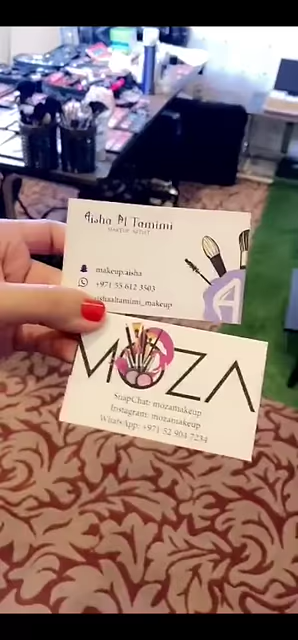 Aisha Al Tamimi
MAKEUP ARTIST
makeup.aisha
+971 55 612 3503
aishaaltamimi_makeup
A
MOZA
SnapChat: mozamakeup
Instagram: mozamakeup
WhatsApp: +971 52 904 7234